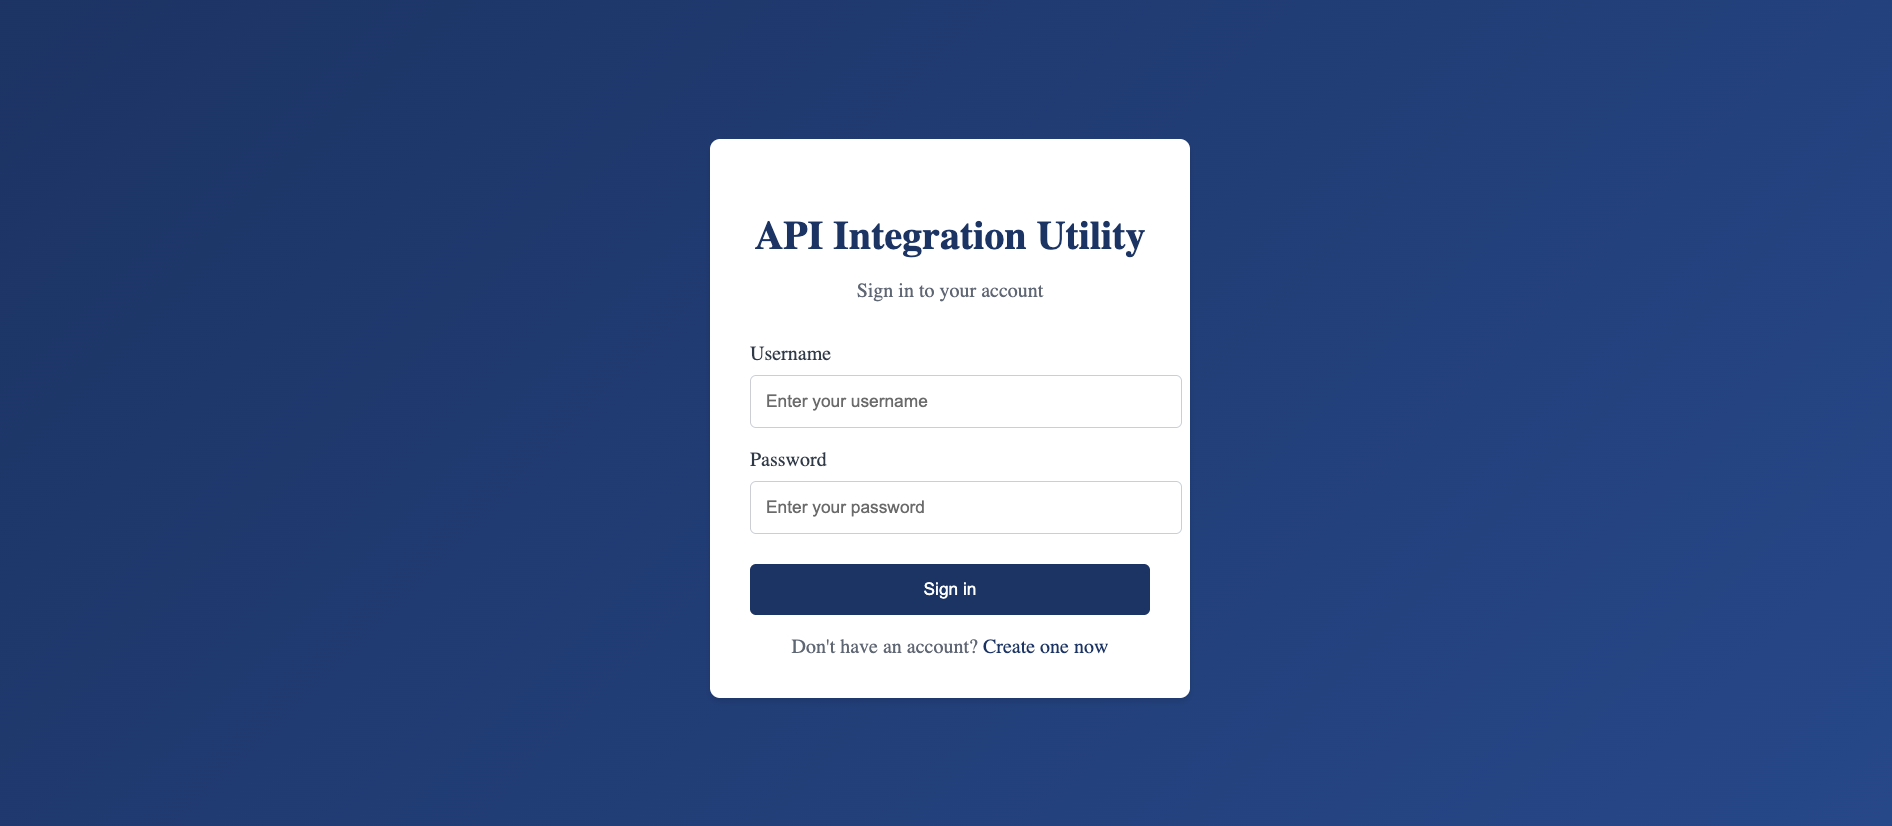 API Integration Utility
Sign in to your account
Username
Enter your username
Password
Enter your password
Sign in
Don't have an account? Create one now